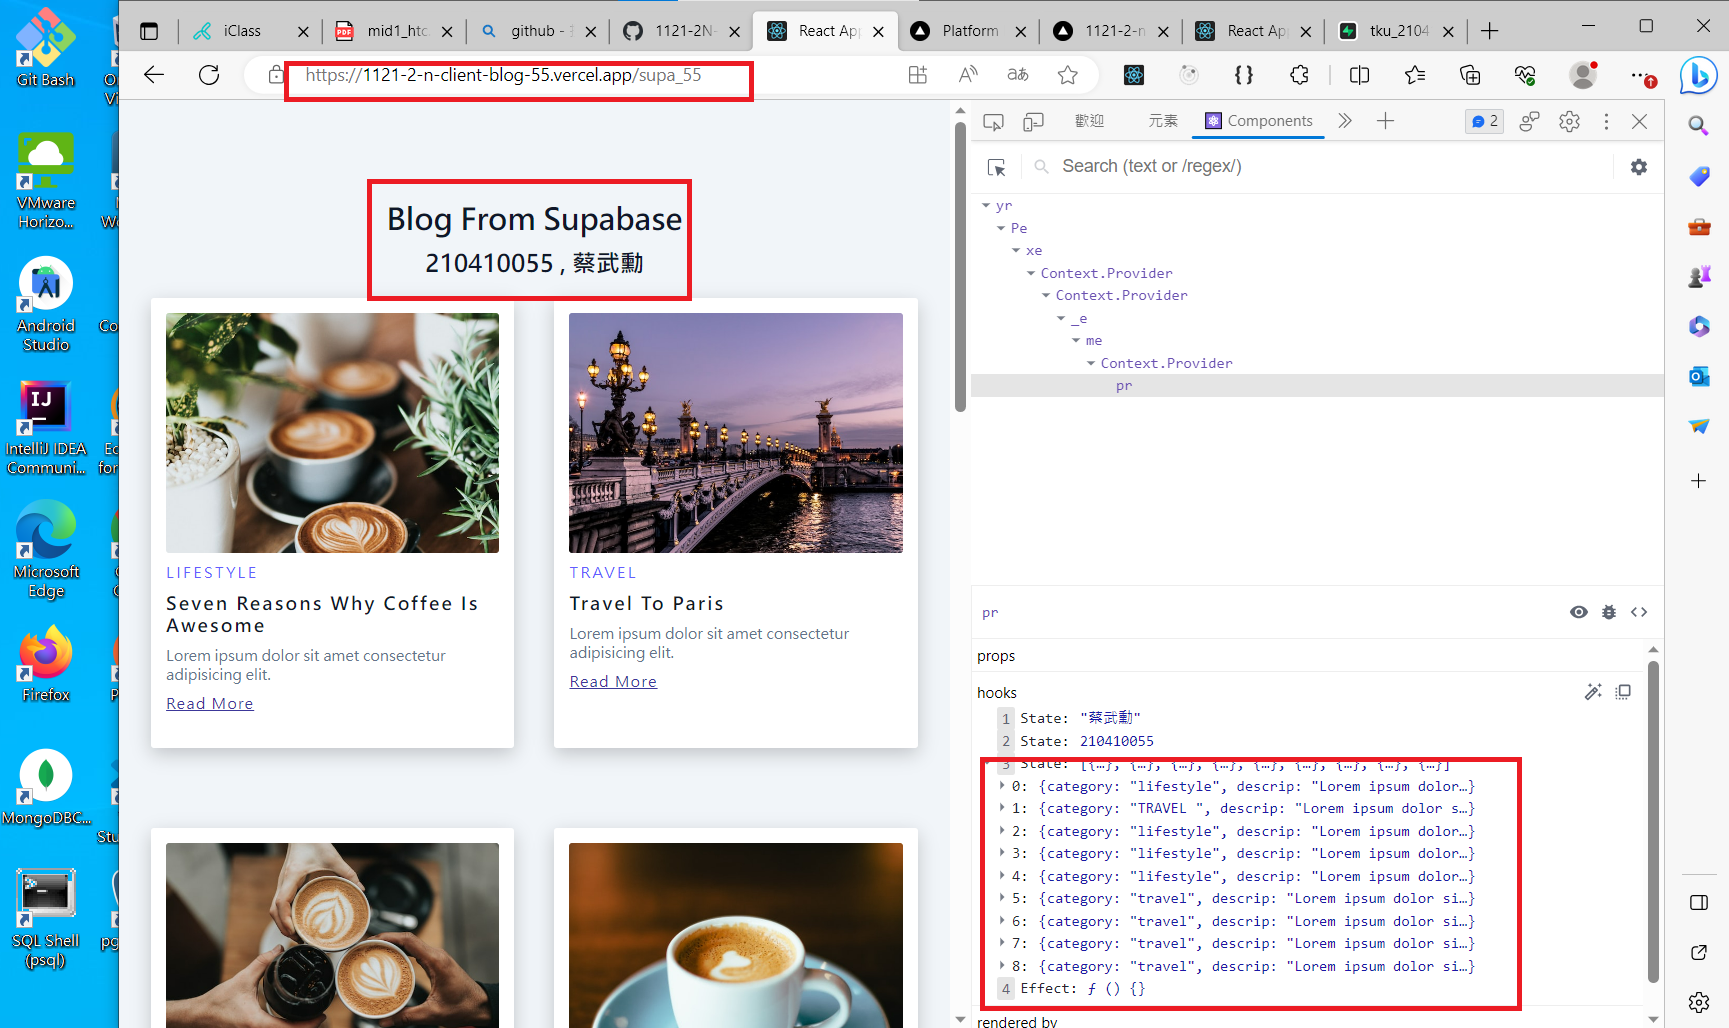 iClass
mid1_htc
github -
1121-2N-
React Ap
Platform
1121-2-n
React Ap
tku_2104
https://1121-2-n-client-blog-55.vercel.app/supa_55
Git Bash
VMware
Horizo...
Android
Studio
IntelliJ IDEA
Communi...
Microsoft
Edge
Firefox
MongoDBC...
SQL Shell
(psql)
Blog From Supabase
210410055 , 蔡武勳
LIFESTYLE
Seven Reasons Why Coffee Is
Awesome
Lorem ipsum dolor sit amet consectetur
adipisicing elit.
Read More
TRAVEL
Travel To Paris
Lorem ipsum dolor sit amet consectetur
adipisicing elit.
Read More
歡迎
元素
Components
2
Search (text or /regex/)
yr
Pe
xe
Context.Provider
Context.Provider
_e
me
Context.Provider
pr
pr
props
hooks
1 State: "蔡武勳"
2 State: 210410055
3 State: [{…}, {…}, {…}, {…}, {…}, {…}, {…}, {…}, {…}]
0: {category: "lifestyle", descrip: "Lorem ipsum dolor…}
1: {category: "TRAVEL ", descrip: "Lorem ipsum dolor s…}
2: {category: "lifestyle", descrip: "Lorem ipsum dolor…}
3: {category: "lifestyle", descrip: "Lorem ipsum dolor…}
4: {category: "lifestyle", descrip: "Lorem ipsum dolor…}
5: {category: "travel", descrip: "Lorem ipsum dolor si…}
6: {category: "travel", descrip: "Lorem ipsum dolor si…}
7: {category: "travel", descrip: "Lorem ipsum dolor si…}
8: {category: "travel", descrip: "Lorem ipsum dolor si…}
4 Effect: ƒ () {}
rendered by